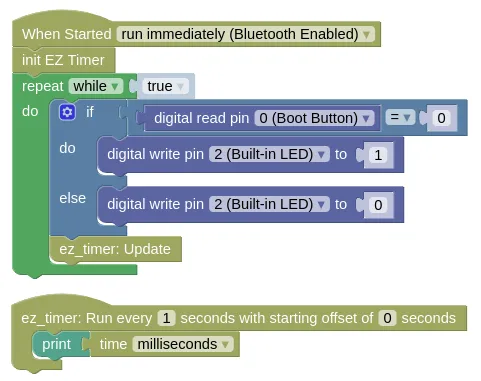 When Started run immediately (Bluetooth Enabled)
init EZ Timer
repeat while true
do if digital read pin 0 (Boot Button) = 0
do digital write pin 2 (Built-in LED) to 1
else digital write pin 2 (Built-in LED) to 0
ez_timer: Update
ez_timer: Run every 1 seconds with starting offset of 0 seconds
print time milliseconds